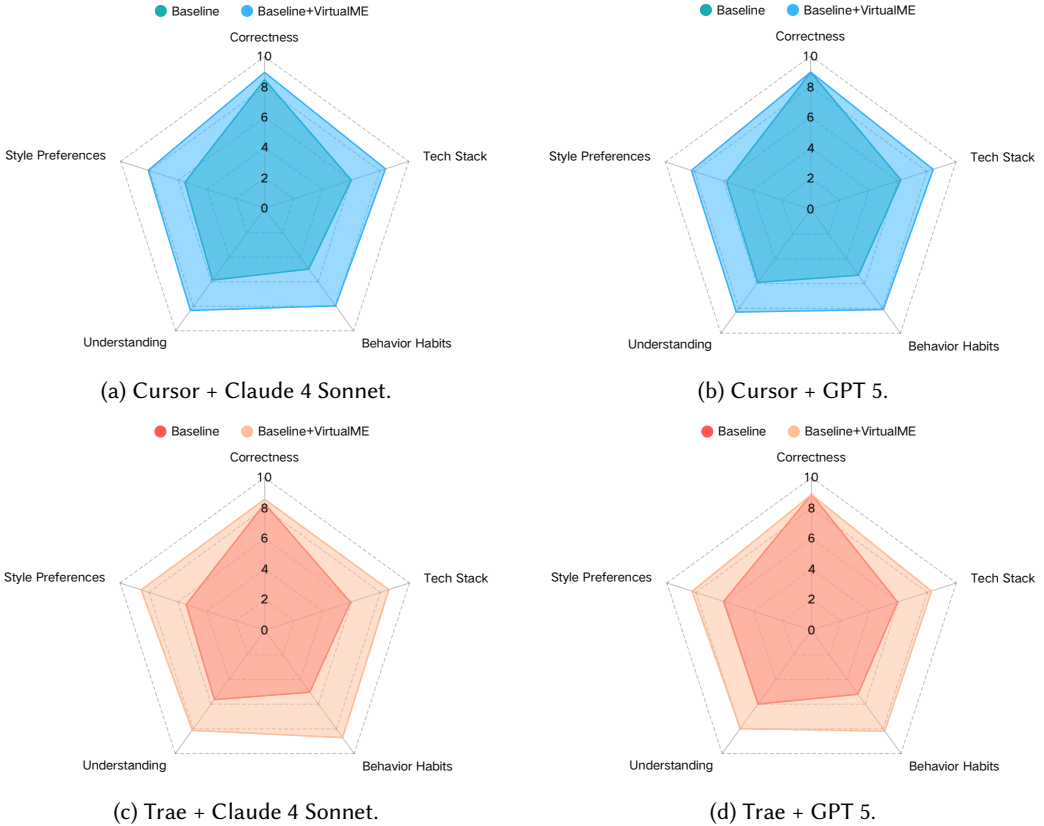 Baseline Baseline+VirtualME
Correctness
10
8
Style Preferences
6
Tech Stack
4
2
0
Understanding
Behavior Habits
(a) Cursor + Claude 4 Sonnet.
Baseline Baseline+VirtualME
Correctness
10
8
Style Preferences
6
Tech Stack
4
2
0
Understanding
Behavior Habits
(b) Cursor + GPT 5.
Baseline Baseline+VirtualME
Correctness
10
8
Style Preferences
6
Tech Stack
4
2
0
Understanding
Behavior Habits
(c) Trae + Claude 4 Sonnet.
Baseline Baseline+VirtualME
Correctness
10
8
Style Preferences
6
Tech Stack
4
2
0
Understanding
Behavior Habits
(d) Trae + GPT 5.